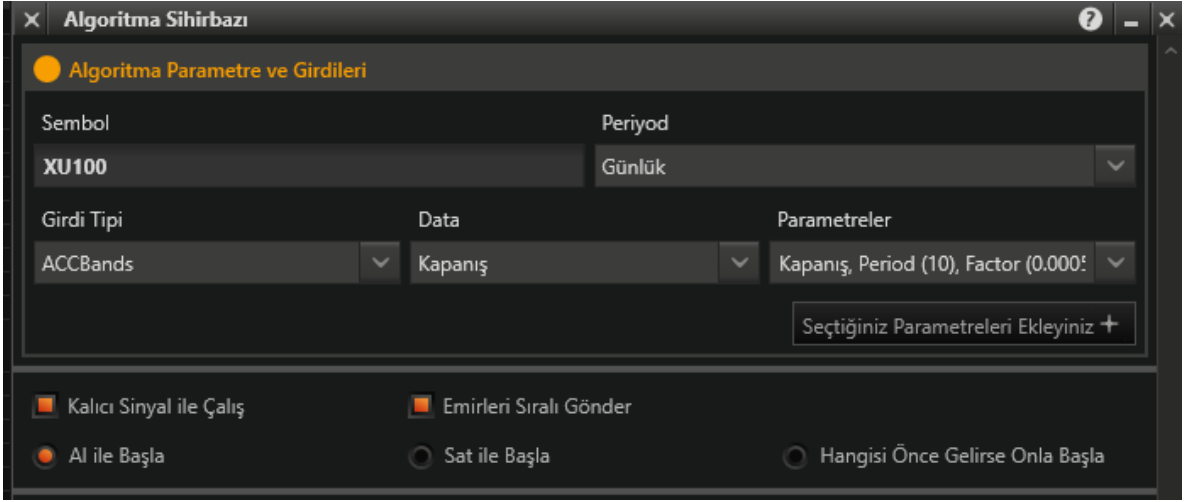 Algoritma Sihirbazı
Algoritma Parametre ve Girdileri
Sembol Periyod
XU100 Günlük
Girdi Tipi Data Parametreler
ACCBands Kapanış Kapanış, Period (10), Factor (0.0005
Seçtiğiniz Parametreleri Ekleyiniz +
Kalıcı Sinyal ile Çalış Emirleri Sıralı Gönder
Al ile Başla Sat ile Başla Hangisi Önce Gelirse Onla Başla